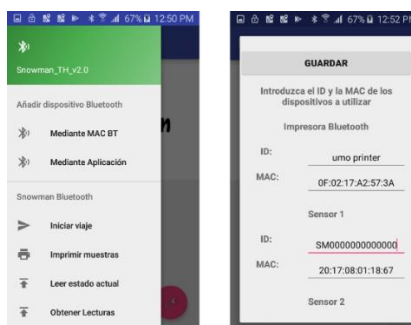 67% 12:50 PM
Snowman_TH_v2.0
Añadir dispositivo Bluetooth
Mediante MAC BT
Mediante Aplicación
Snowman Bluetooth
Iniciar viaje
Imprimir muestras
Leer estado actual
Obtener Lecturas
n
67% 12:52 PM
GUARDAR
Introduzca el ID y la MAC de los
dispositivos a utilizar
Impresora Bluetooth
ID: umo printer
MAC: 0F:02:17:A2:57:3A
Sensor 1
ID: SM0000000000000
MAC: 20:17:08:01:18:67
Sensor 2